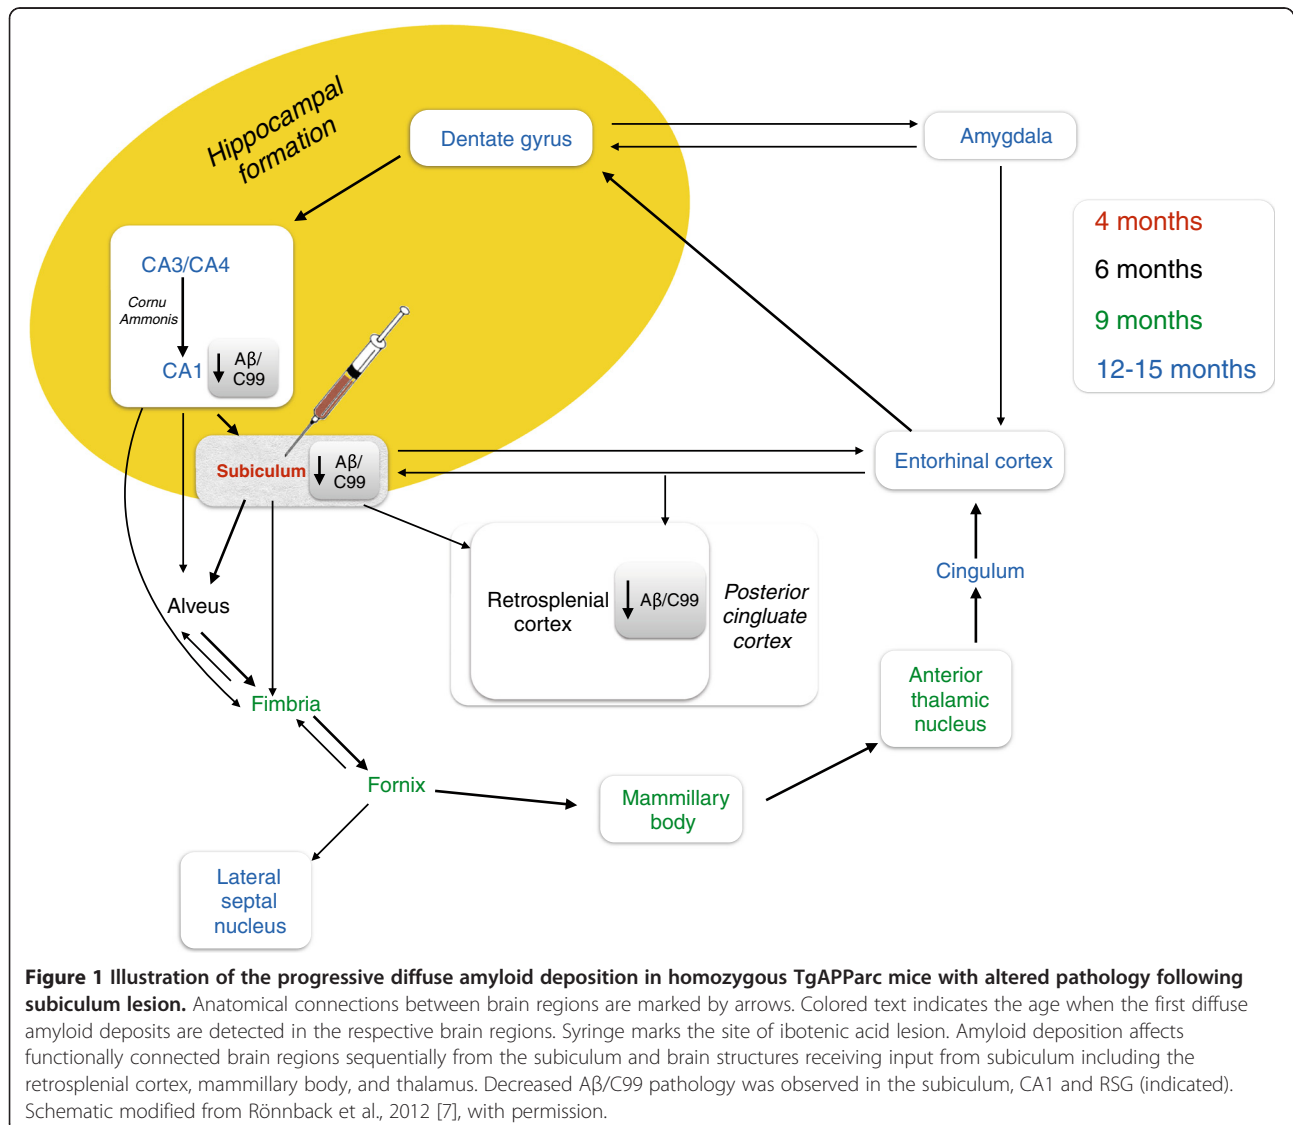 Hippocampal
formation
Dentate gyrus
Amygdala
4 months
6 months
9 months
12-15 months
CA3/CA4
Cornu
Ammonis
CA1
Aβ/
C99
Subiculum
Aβ/
C99
Entorhinal cortex
Retrosplenial
cortex
Aβ/C99
Posterior
cingluate
cortex
Cingulum
Alveus
Fimbria
Anterior
thalamic
nucleus
Fornix
Mammillary
body
Lateral
septal
nucleus
Figure 1 Illustration of the progressive diffuse amyloid deposition in homozygous TgAPParc mice with altered pathology following
subiculum lesion. Anatomical connections between brain regions are marked by arrows. Colored text indicates the age when the first diffuse
amyloid deposits are detected in the respective brain regions. Syringe marks the site of ibotenic acid lesion. Amyloid deposition affects
functionally connected brain regions sequentially from the subiculum and brain structures receiving input from subiculum including the
retrosplenial cortex, mammillary body, and thalamus. Decreased Aβ/C99 pathology was observed in the subiculum, CA1 and RSG (indicated).
Schematic modified from Rönnback et al., 2012 [7], with permission.